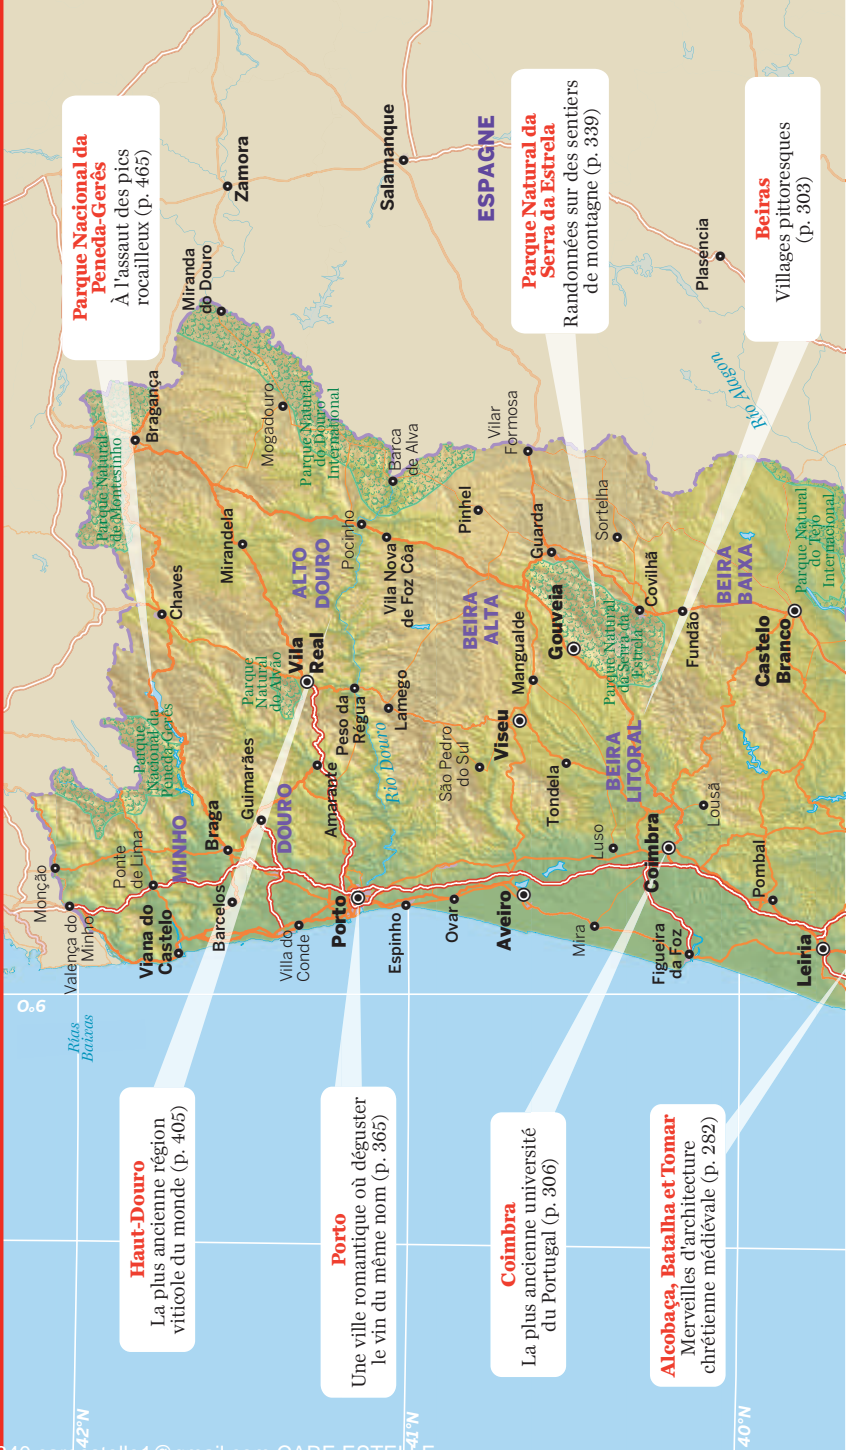 Parque Nacional da
Peneda-Gerês
À l'assaut des pics
rocailleux (p. 465)
Parque Natural da
Serra da Estrela
Randonnées sur des sentiers
de montagne (p. 339)
Beiras
Villages pittoresques
(p. 303)
Haut-Douro
La plus ancienne région
viticole du monde (p. 405)
Porto
Une ville romantique où déguster
le vin du même nom (p. 365)
Coimbra
La plus ancienne université
du Portugal (p. 306)
Alcobaça, Batalha et Tomar
Merveilles d'architecture
chrétienne médiévale (p. 282)
ESPAGNE
Zamora
Salamanque
Plasencia
Río Alagon
Miranda
do Douro
Bragança
Parque Natural
de Montesinho
Mogadouro
Parque Natural
do Douro
International
Barca
de Alva
Vilar
Formosa
Chaves
Mirandela
ALTO
DOURO
Pocinho
Vila Nova
de Foz Côa
Pinhel
Guarda
Sortelha
Covilhã
BEIRA
BAIXA
Parque Natural
do Tejo
Internacional
Parque
Nacional da
Peneda-Gerês
Parque
Natural
do Alvão
Vila
Real
Peso da
Régua
Lamego
BEIRA
ALTA
Mangualde
Gouveia
Parque Natural
da Serra da
Estrela
Fundão
Castelo
Branco
Monção
Valença do
Minho
Ponte
de Lima
MINHO
Viana do
Castelo
Braga
Barcelos
Guimarães
DOURO
Amarante
Rio Douro
São Pedro
do Sul
Viseu
Tondela
BEIRA
LITORAL
Villa do
Conde
Porto
Espinho
Ovar
Aveiro
Luso
Mira
Coimbra
Lousã
Figueira
da Foz
Pombal
Leiria
Rías
Baixas
9°O
42°N
41°N
40°N